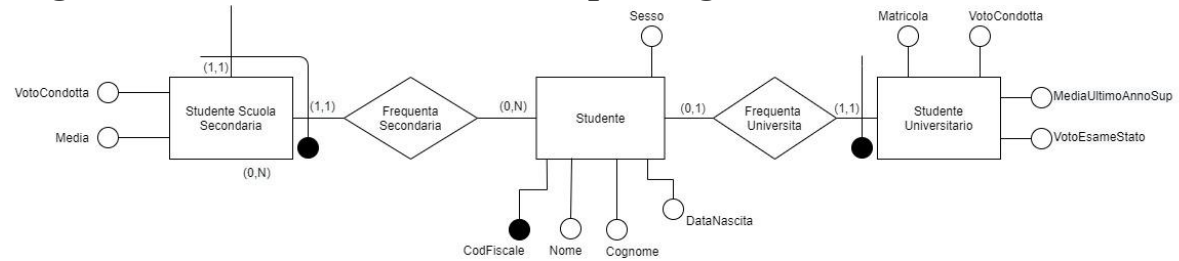 Sesso
Matricola
VotoCondotta
(1,1)
VotoCondotta
Studente Scuola
Secondaria
(1,1)
Frequenta
Secondaria
(0,N)
Studente
(0,1)
Frequenta
Universita
(1,1)
Studente
Universitario
MediaUltimoAnnoSup
Media
VotoEsameStato
(0,N)
DataNascita
CodFiscale
Nome
Cognome